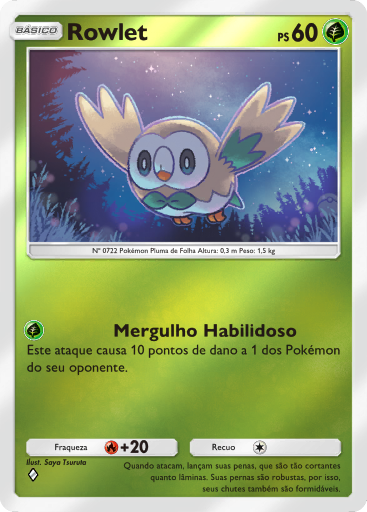 BÁSICO Rowlet PS 60
Nº 0722 Pokémon Pluma de Folha Altura: 0,3 m Peso: 1,5 kg
Mergulho Habilidoso
Este ataque causa 10 pontos de dano a 1 dos Pokémon
do seu oponente.
Fraqueza +20 Recuo
Ilust. Saya Tsuruta
Quando atacam, lançam suas penas, que são tão cortantes
quanto lâminas. Suas pernas são robustas, por isso,
seus chutes também são formidáveis.